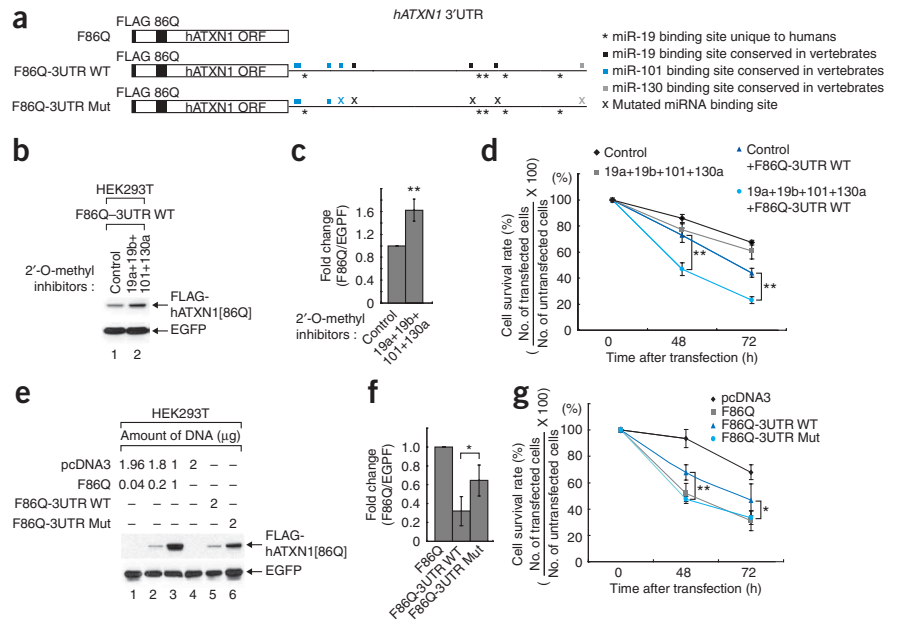 a
hATXN1 3′UTR
FLAG 86Q
F86Q
hATXN1 ORF
FLAG 86Q
F86Q-3UTR WT
hATXN1 ORF
* * * * *
FLAG 86Q
F86Q-3UTR Mut
hATXN1 ORF
x x x x x
* * * * *
* miR-19 binding site unique to humans
miR-19 binding site conserved in vertebrates
miR-101 binding site conserved in vertebrates
miR-130 binding site conserved in vertebrates
x Mutated miRNA binding site
b
HEK293T
F86Q–3UTR WT
2′-O-methyl
inhibitors :
Control
19a+19b+
101+130a
FLAG-
hATXN1[86Q]
EGFP
1 2
c
Fold change
(F86Q/EGPF)
1.6
1.2
0.8
0.4
0
**
2′-O-methyl
inhibitors :
Control
19a+19b+
101+130a
d
Control
19a+19b+101+130a
Control
+F86Q-3UTR WT
19a+19b+101+130a
+F86Q-3UTR WT
Cell survival rate (%)
( No. of transfected cells / No. of untransfected cells X 100)
(%)
100
80
60
40
20
0
**
**
0 48 72
Time after transfection (h)
e
HEK293T
Amount of DNA (µg)
pcDNA3 1.96 1.8 1 2 – –
F86Q 0.04 0.2 1 – – –
F86Q-3UTR WT – – – – 2 –
F86Q-3UTR Mut – – – – – 2
FLAG-
hATXN1[86Q]
EGFP
1 2 3 4 5 6
f
Fold change
(F86Q/EGPF)
1.0
0.8
0.6
0.4
0.2
0
*
F86Q
F86Q-3UTR WT
F86Q-3UTR Mut
g
pcDNA3
F86Q
F86Q-3UTR WT
F86Q-3UTR Mut
Cell survival rate (%)
( No. of transfected cells / No. of untransfected cells X 100)
(%)
100
80
60
40
20
0
**
*
0 48 72
Time after transfection (h)